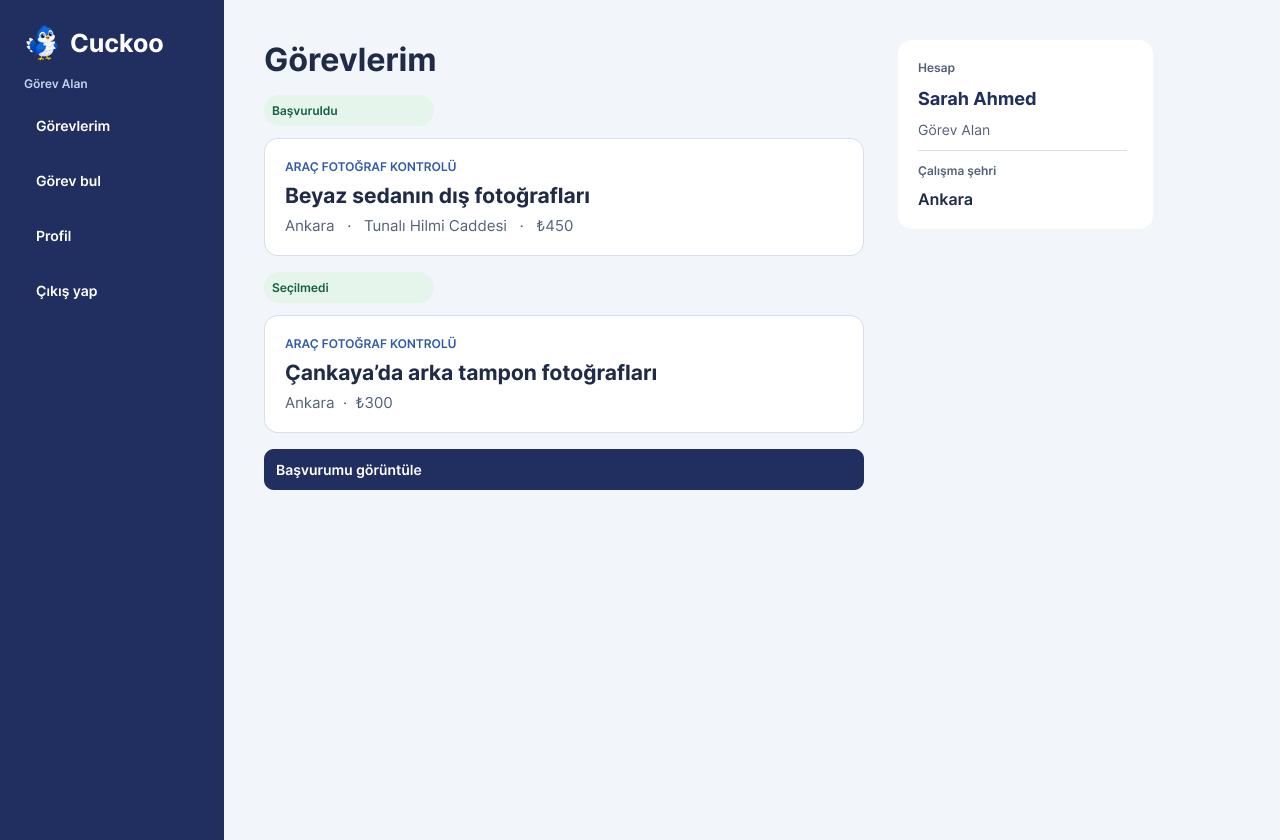 Cuckoo
Görev Alan
Görevlerim
Görev bul
Profil
Çıkış yap
Görevlerim
Başvuruldu
ARAÇ FOTOĞRAF KONTROLÜ
Beyaz sedanın dış fotoğrafları
Ankara · Tunalı Hilmi Caddesi · ₺450
Seçilmedi
ARAÇ FOTOĞRAF KONTROLÜ
Çankaya’da arka tampon fotoğrafları
Ankara · ₺300
Başvurumu görüntüle
Hesap
Sarah Ahmed
Görev Alan
Çalışma şehri
Ankara